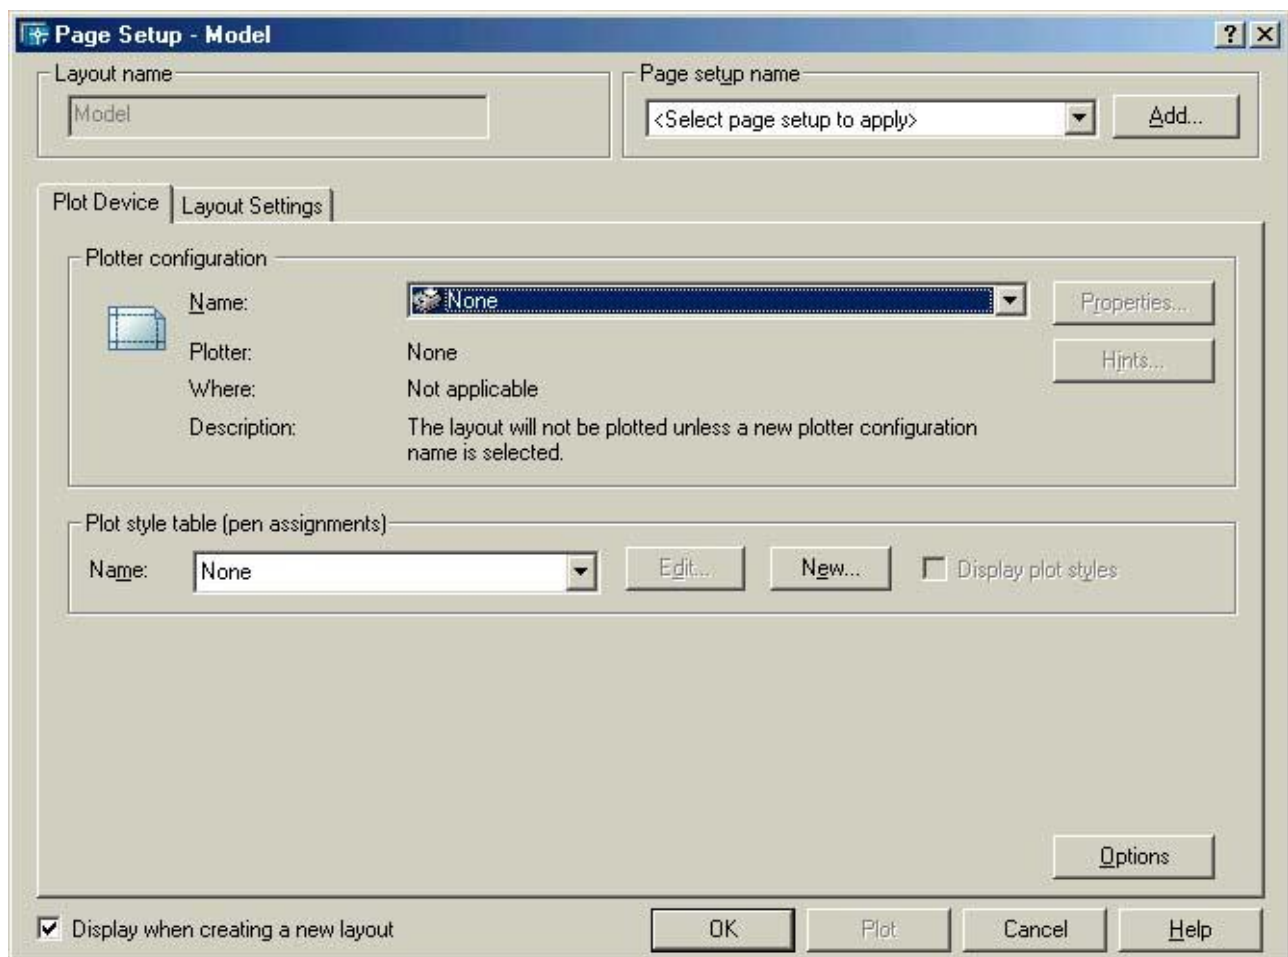 Page Setup - Model
Layout name
Model
Page setup name
<Select page setup to apply>
Add...
Plot Device
Layout Settings
Plotter configuration
Name:
None
Properties...
Plotter:
None
Hints...
Where:
Not applicable
Description:
The layout will not be plotted unless a new plotter configuration
name is selected.
Plot style table (pen assignments)
Name:
None
Edit...
New...
Display plot styles
Options
Display when creating a new layout
OK
Plot
Cancel
Help